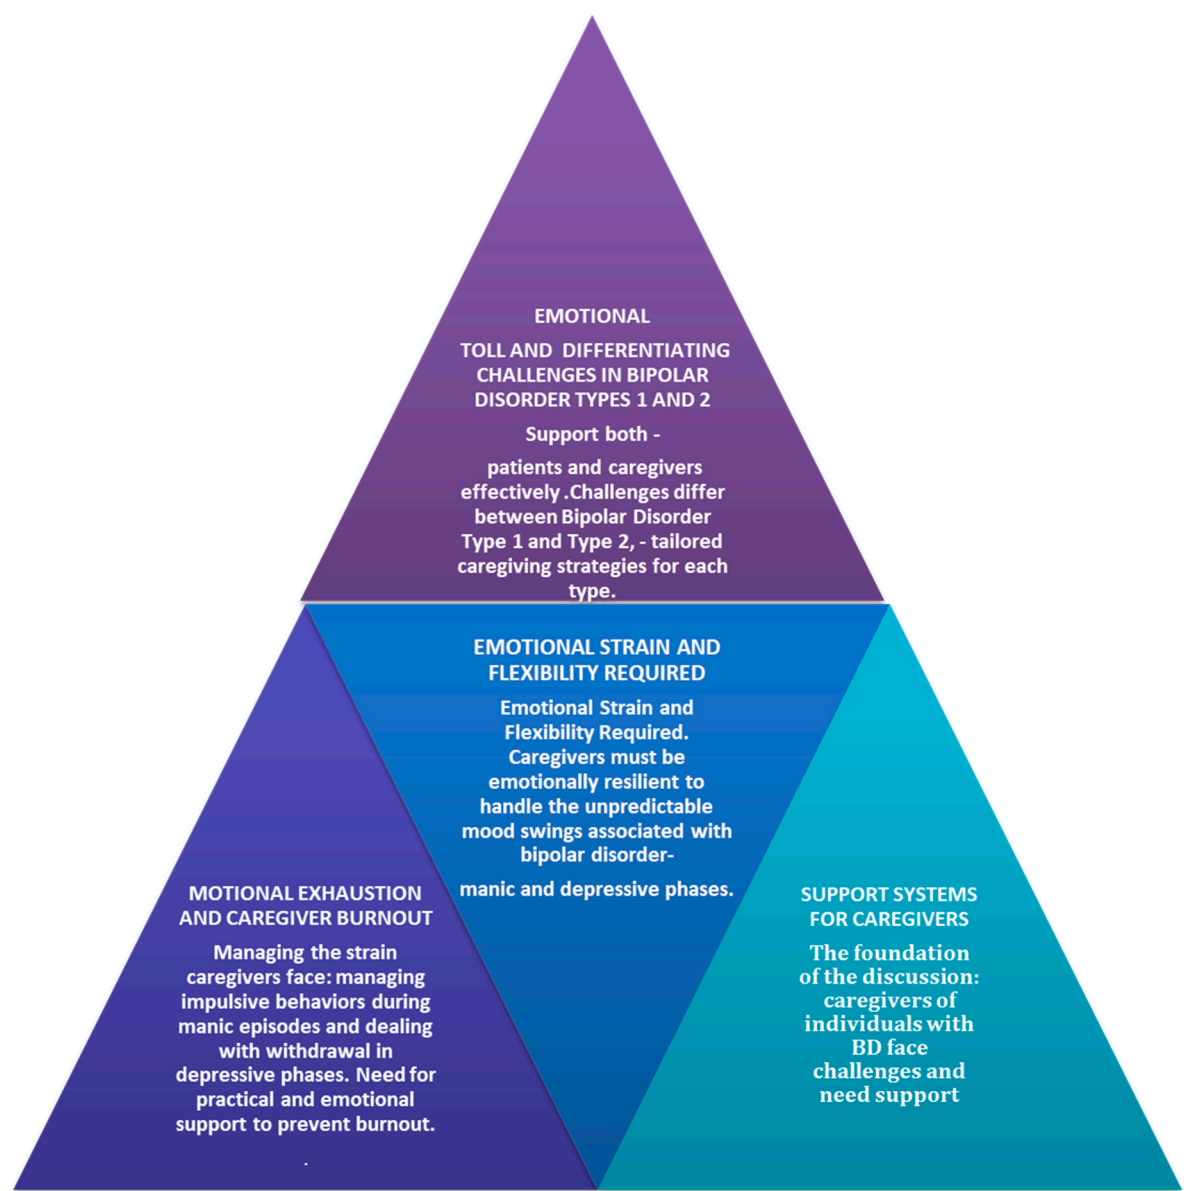 EMOTIONAL
TOLL AND DIFFERENTIATING
CHALLENGES IN BIPOLAR
DISORDER TYPES 1 AND 2
Support both -
patients and caregivers
effectively .Challenges differ
between Bipolar Disorder
Type 1 and Type 2, - tailored
caregiving strategies for each
type.
EMOTIONAL STRAIN AND
FLEXIBILITY REQUIRED
Emotional Strain and
Flexibility Required.
Caregivers must be
emotionally resilient to
handle the unpredictable
mood swings associated with
bipolar disorder-
manic and depressive phases.
MOTIONAL EXHAUSTION
AND CAREGIVER BURNOUT
Managing the strain
caregivers face: managing
impulsive behaviors during
manic episodes and dealing
with withdrawal in
depressive phases. Need for
practical and emotional
support to prevent burnout.
.
SUPPORT SYSTEMS
FOR CAREGIVERS
The foundation
of the discussion:
caregivers of
individuals with
BD face
challenges and
need support